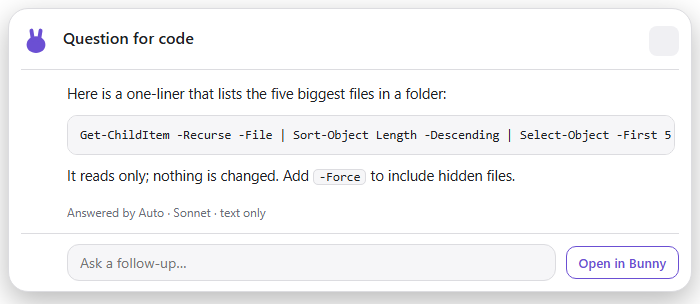 Question for code
Here is a one-liner that lists the five biggest files in a folder:
Get-ChildItem -Recurse -File | Sort-Object Length -Descending | Select-Object -First 5
It reads only; nothing is changed. Add -Force to include hidden files.
Answered by Auto · Sonnet · text only
Ask a follow-up...
Open in Bunny